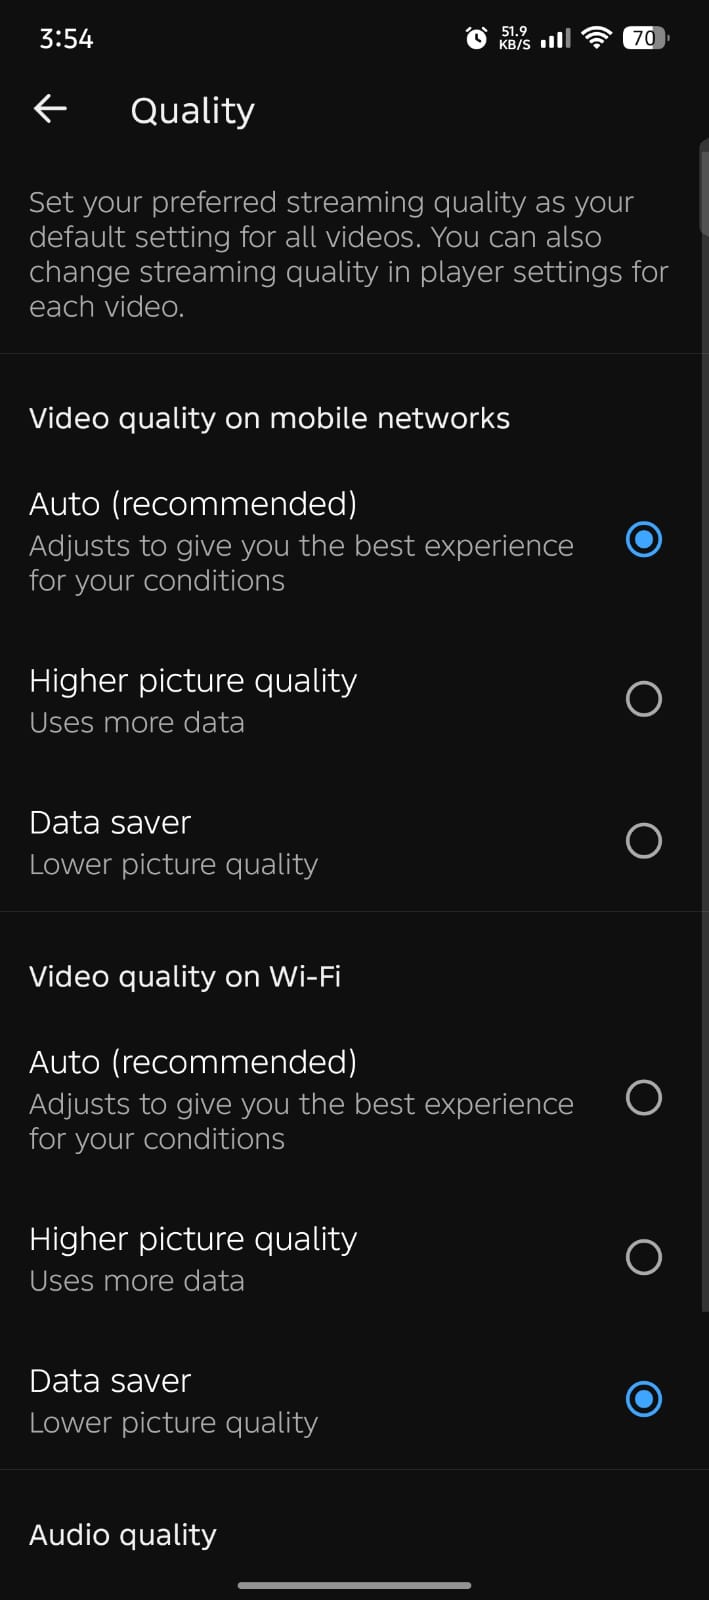 3:54
51.9
KB/S
70
Quality
Set your preferred streaming quality as your
default setting for all videos. You can also
change streaming quality in player settings for
each video.
Video quality on mobile networks
Auto (recommended)
Adjusts to give you the best experience
for your conditions
Higher picture quality
Uses more data
Data saver
Lower picture quality
Video quality on Wi-Fi
Auto (recommended)
Adjusts to give you the best experience
for your conditions
Higher picture quality
Uses more data
Data saver
Lower picture quality
Audio quality